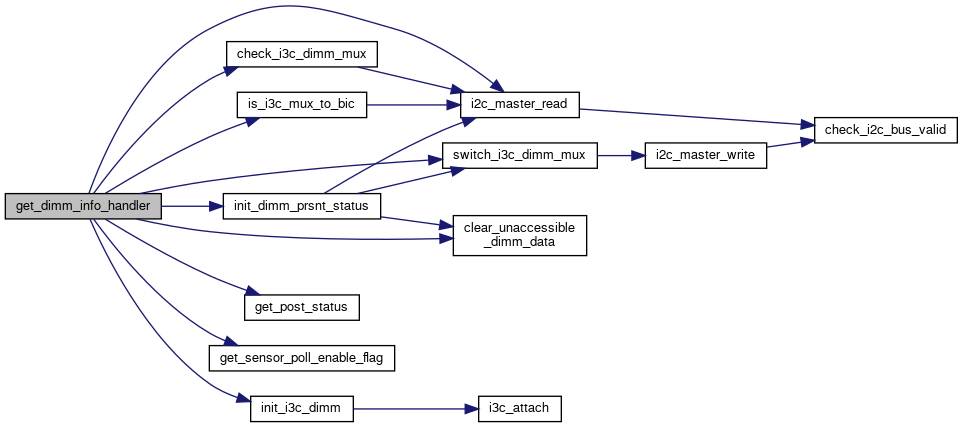 get_dimm_info_handler
check_i3c_dimm_mux
is_i3c_mux_to_bic
i2c_master_read
check_i2c_bus_valid
switch_i3c_dimm_mux
i2c_master_write
init_dimm_prsnt_status
clear_unaccessible
_dimm_data
get_post_status
get_sensor_poll_enable_flag
init_i3c_dimm
i3c_attach